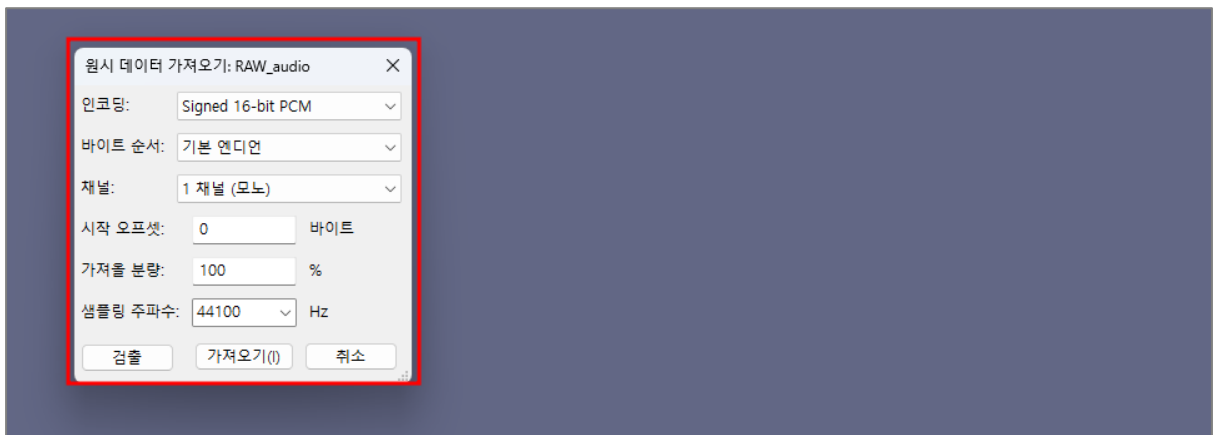 원시 데이터 가져오기: RAW_audio
인코딩: Signed 16-bit PCM
바이트 순서: 기본 엔디언
채널: 1 채널 (모노)
시작 오프셋: 0 바이트
가져올 분량: 100 %
샘플링 주파수: 44100 Hz
검출 가져오기(I) 취소